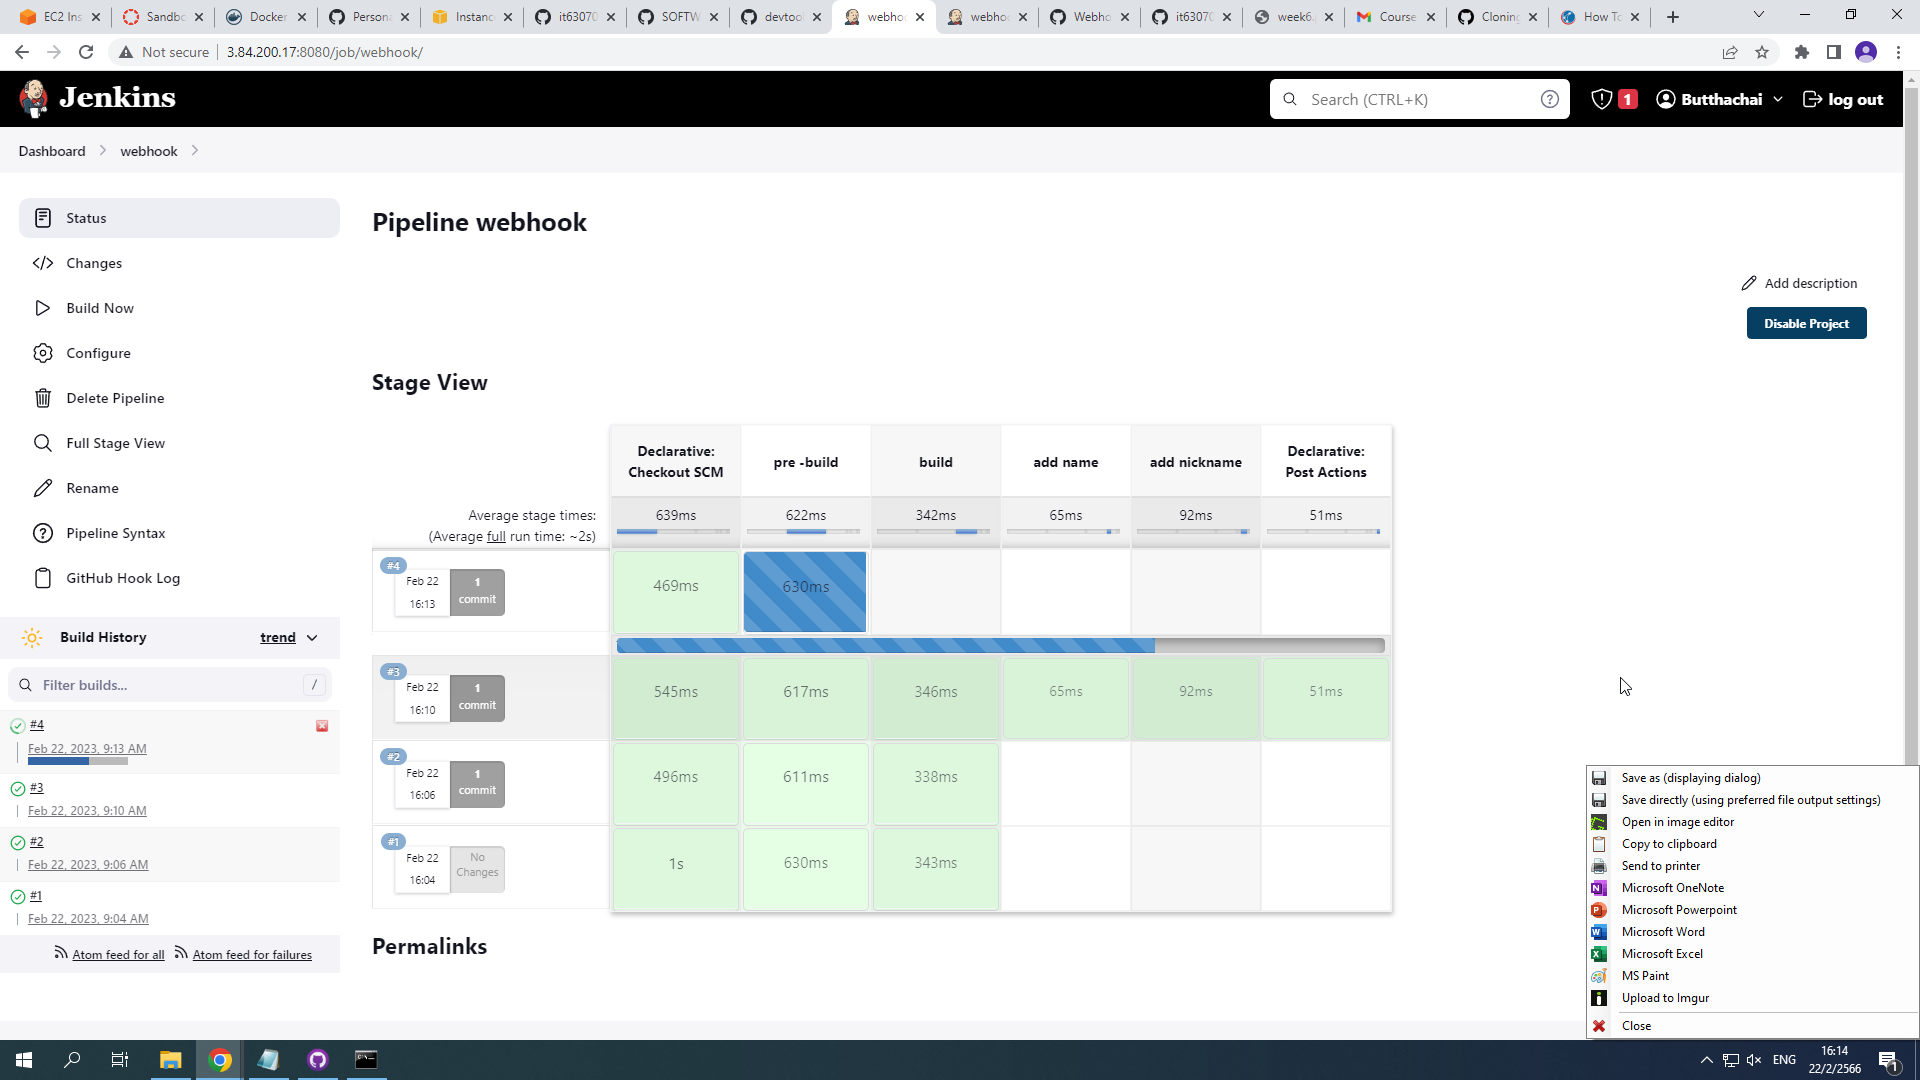 EC2 Ins
Sandbo
Docker
Persona
Instanc
it63070
SOFTW
devtool
webhoo
webhoo
Webho
it63070
week6.
Course
Cloning
How To
Not secure
3.84.200.17:8080/job/webhook/
Jenkins
Search (CTRL+K)
?
1
Butthachai
log out
Dashboard
webhook
Status
Changes
Build Now
Configure
Delete Pipeline
Full Stage View
Rename
Pipeline Syntax
GitHub Hook Log
Build History
trend
Filter builds...
/
#4
Feb 22, 2023, 9:13 AM
#3
Feb 22, 2023, 9:10 AM
#2
Feb 22, 2023, 9:06 AM
#1
Feb 22, 2023, 9:04 AM
Atom feed for all
Atom feed for failures
Pipeline webhook
Add description
Disable Project
Stage View
Declarative:
Checkout SCM
pre -build
build
add name
add nickname
Declarative:
Post Actions
Average stage times:
(Average full run time: ~2s)
639ms
622ms
342ms
65ms
92ms
51ms
#4
Feb 22
16:13
1
commit
469ms
630ms
#3
Feb 22
16:10
1
commit
545ms
617ms
346ms
65ms
92ms
51ms
#2
Feb 22
16:06
1
commit
496ms
611ms
338ms
#1
Feb 22
16:04
No
Changes
1s
630ms
343ms
Permalinks
Save as (displaying dialog)
Save directly (using preferred file output settings)
Open in image editor
Copy to clipboard
Send to printer
Microsoft OneNote
Microsoft Powerpoint
Microsoft Word
Microsoft Excel
MS Paint
Upload to Imgur
Close
ENG
16:14
22/2/2566
1